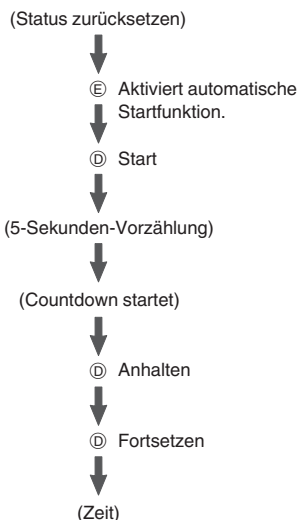 (Status zurücksetzen)
Ⓔ Aktiviert automatische
Startfunktion.
Ⓓ Start
(5-Sekunden-Vorzählung)
(Countdown startet)
Ⓓ Anhalten
Ⓓ Fortsetzen
(Zeit)